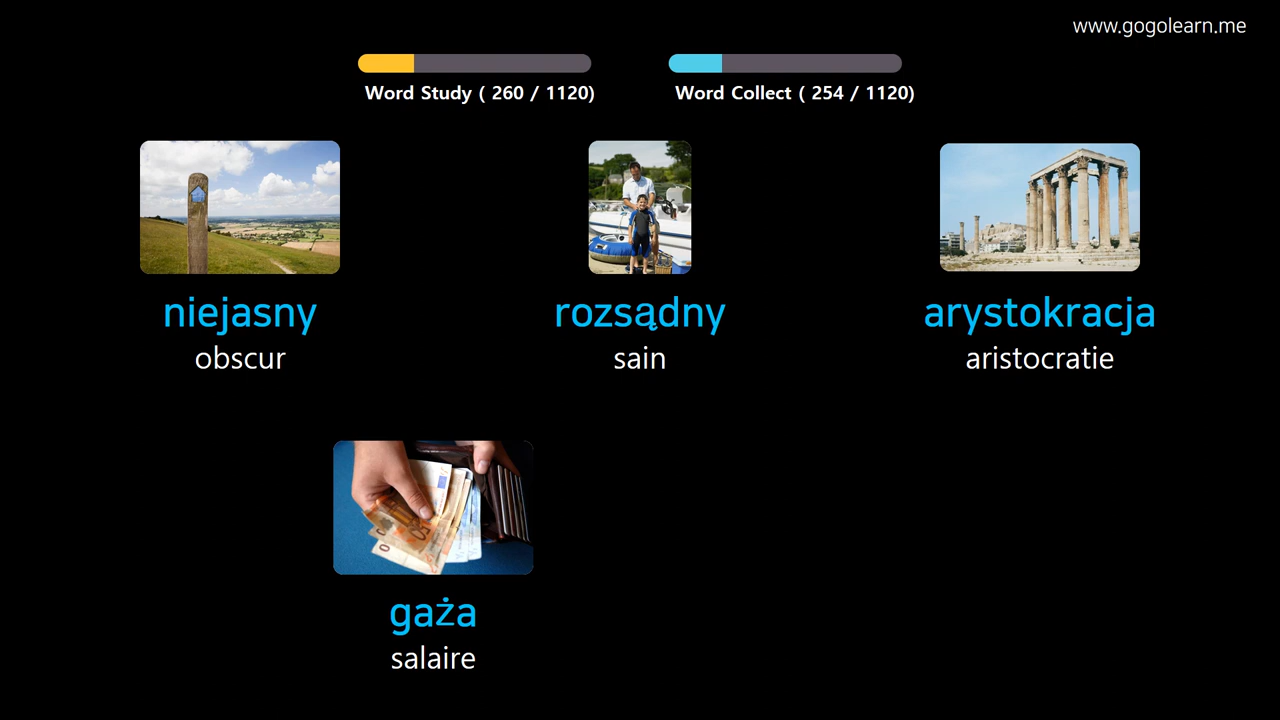 www.gogolearn.me
Word Study ( 260 / 1120)
Word Collect ( 254 / 1120)
niejasny
obscur
rozsądny
sain
arystokracja
aristocratie
gaża
salaire